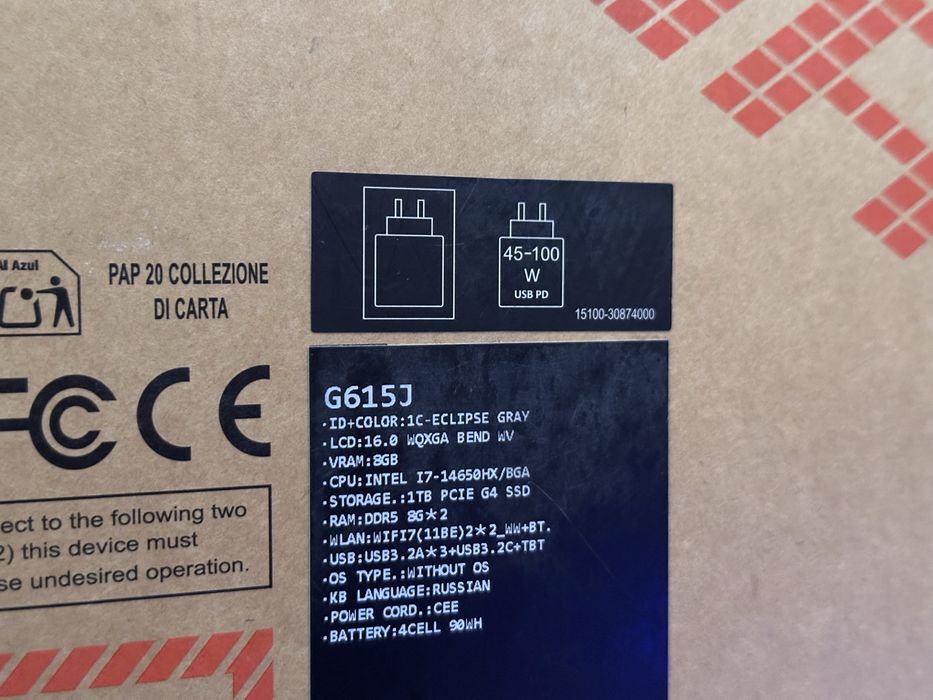 Al Azul
PAP 20 COLLEZIONE
DI CARTA
FC CE
ect to the following two
2) this device must
se undesired operation.
45-100
W
USB PD
15100-30874000
G615J
·ID+COLOR:1C-ECLIPSE GRAY
·LCD:16.0 WQXGA BEND WV
·VRAM:8GB
·CPU:INTEL I7-14650HX/BGA
·STORAGE.:1TB PCIE G4 SSD
·RAM:DDR5 8G*2
·WLAN:WIFI7(11BE)2*2_WW+BT.
·USB:USB3.2A*3+USB3.2C+TBT
·OS TYPE.:WITHOUT OS
·KB LANGUAGE:RUSSIAN
·POWER CORD.:CEE
·BATTERY:4CELL 90WH